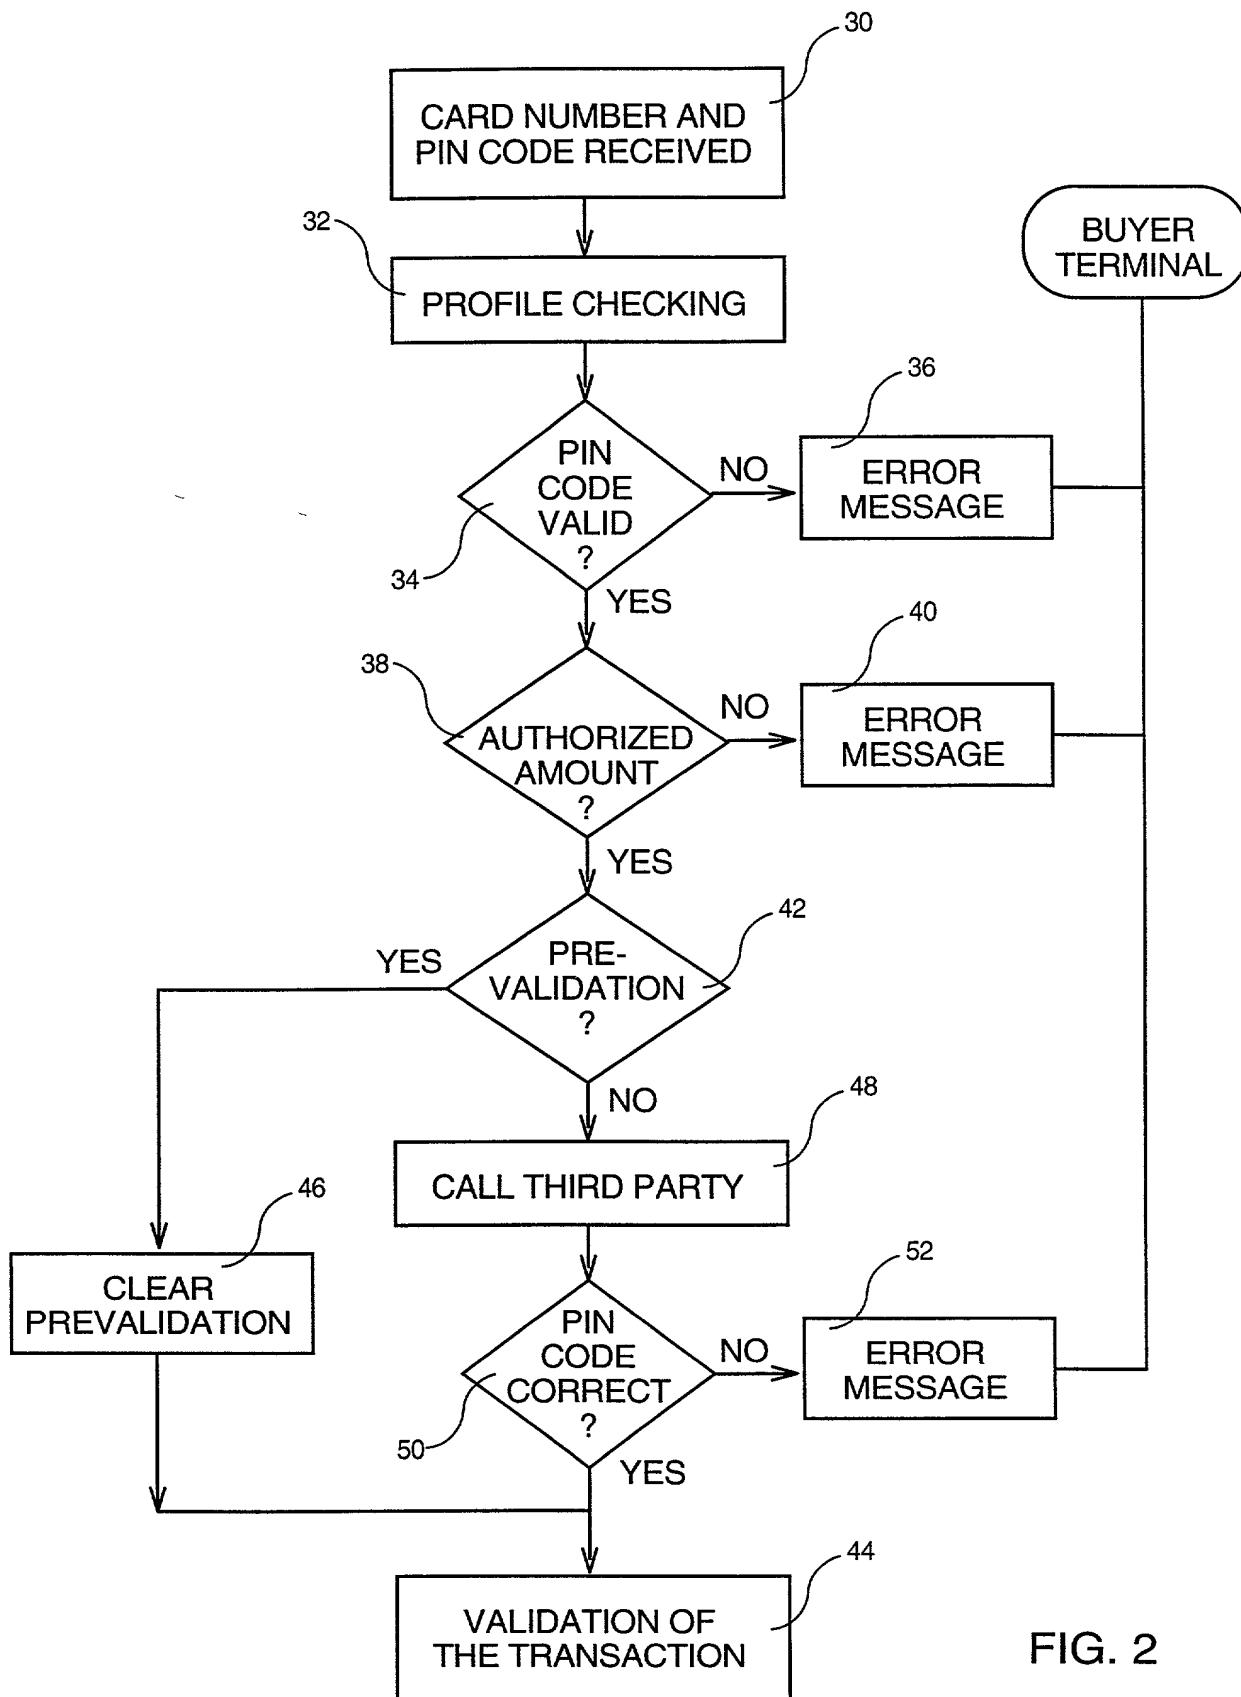 30
CARD NUMBER AND
PIN CODE RECEIVED
32
PROFILE CHECKING
BUYER
TERMINAL
PIN
CODE
VALID
?
34
NO
36
ERROR
MESSAGE
YES
38
AUTHORIZED
AMOUNT
?
NO
40
ERROR
MESSAGE
YES
42
PRE-
VALIDATION
?
YES
NO
48
CALL THIRD PARTY
46
CLEAR
PREVALIDATION
PIN
CODE
CORRECT
?
50
NO
52
ERROR
MESSAGE
YES
44
VALIDATION OF
THE TRANSACTION
FIG. 2